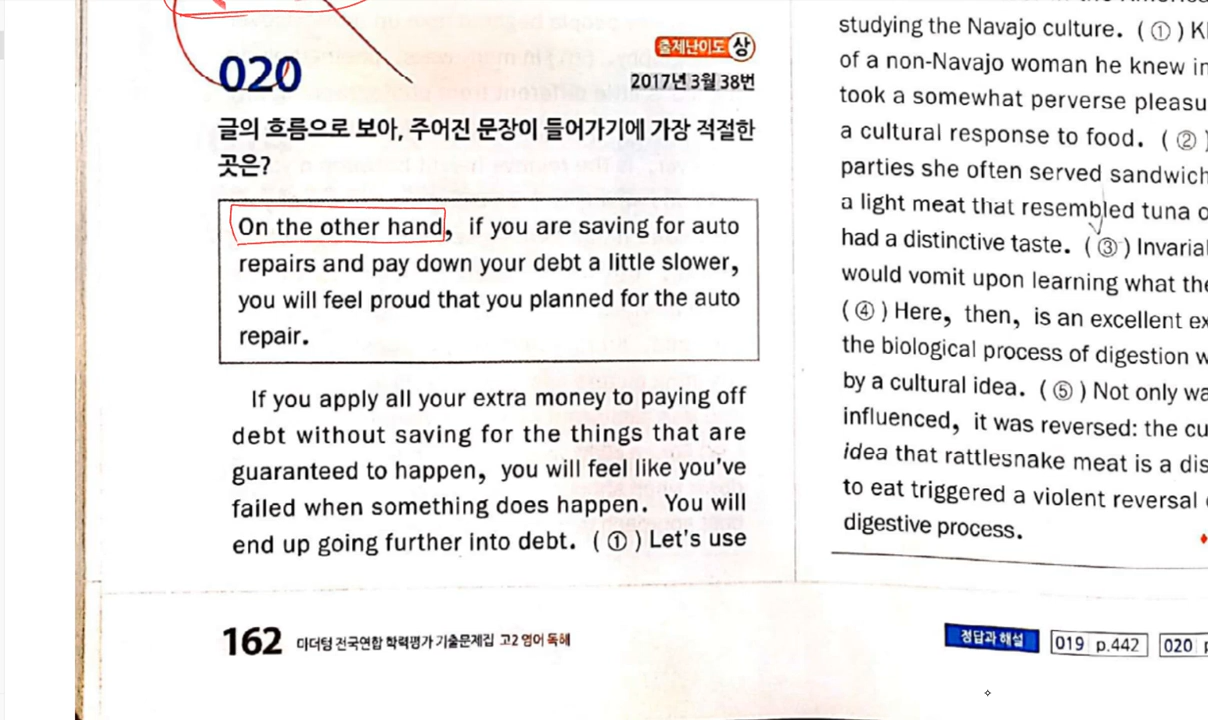 출제난이도 상
020
2017년 3월 38번
글의 흐름으로 보아, 주어진 문장이 들어가기에 가장 적절한
곳은?
On the other hand, if you are saving for auto
repairs and pay down your debt a little slower,
you will feel proud that you planned for the auto
repair.
If you apply all your extra money to paying off
debt without saving for the things that are
guaranteed to happen, you will feel like you've
failed when something does happen. You will
end up going further into debt. ( ① ) Let's use
162 마더텅 전국연합 학력평가 기출문제집 고2 영어 독해
studying the Navajo culture. ( ① )
of a non-Navajo woman he knew
took a somewhat perverse
a cultural response to food. ( ② )
parties she often served
a light meat that resembled tuna
had a distinctive taste. ( ③ )
would vomit upon learning what
( ④ ) Here, then, is an excellent
the biological process of digestion
by a cultural idea. ( ⑤ ) Not only
influenced, it was reversed: the
idea that rattlesnake meat is a
to eat triggered a violent reversal
digestive process.
정답과 해설 019 p.442 020